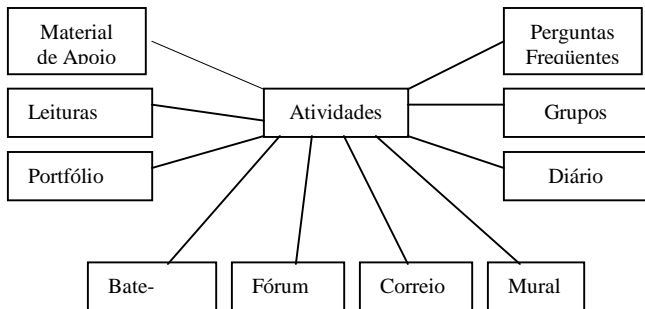 Material
de Apoio
Perguntas
Freqüentes
Leituras
Atividades
Grupos
Portfólio
Diário
Bate-
Fórum
Correio
Mural